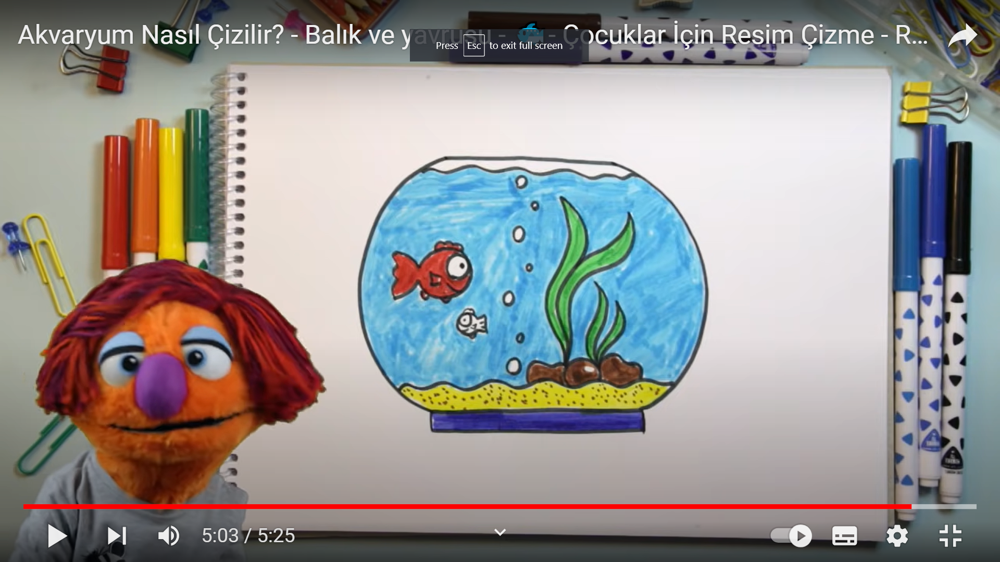 Akvaryum Nasıl Çizilir? - Balık ve yavrusu - 🐟 - Çocuklar İçin Resim Çizme - R...
Press Esc to exit full screen
5:03 / 5:25